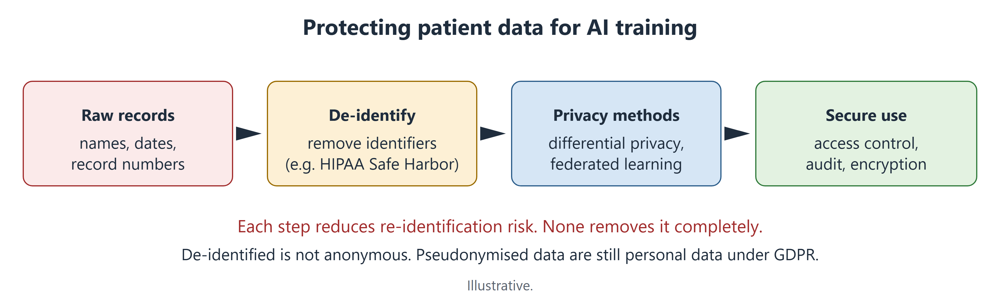 Protecting patient data for AI training
Raw records
names, dates,
record numbers
De-identify
remove identifiers
(e.g. HIPAA Safe Harbor)
Privacy methods
differential privacy,
federated learning
Secure use
access control,
audit, encryption
Each step reduces re-identification risk. None removes it completely.
De-identified is not anonymous. Pseudonymised data are still personal data under GDPR.
Illustrative.